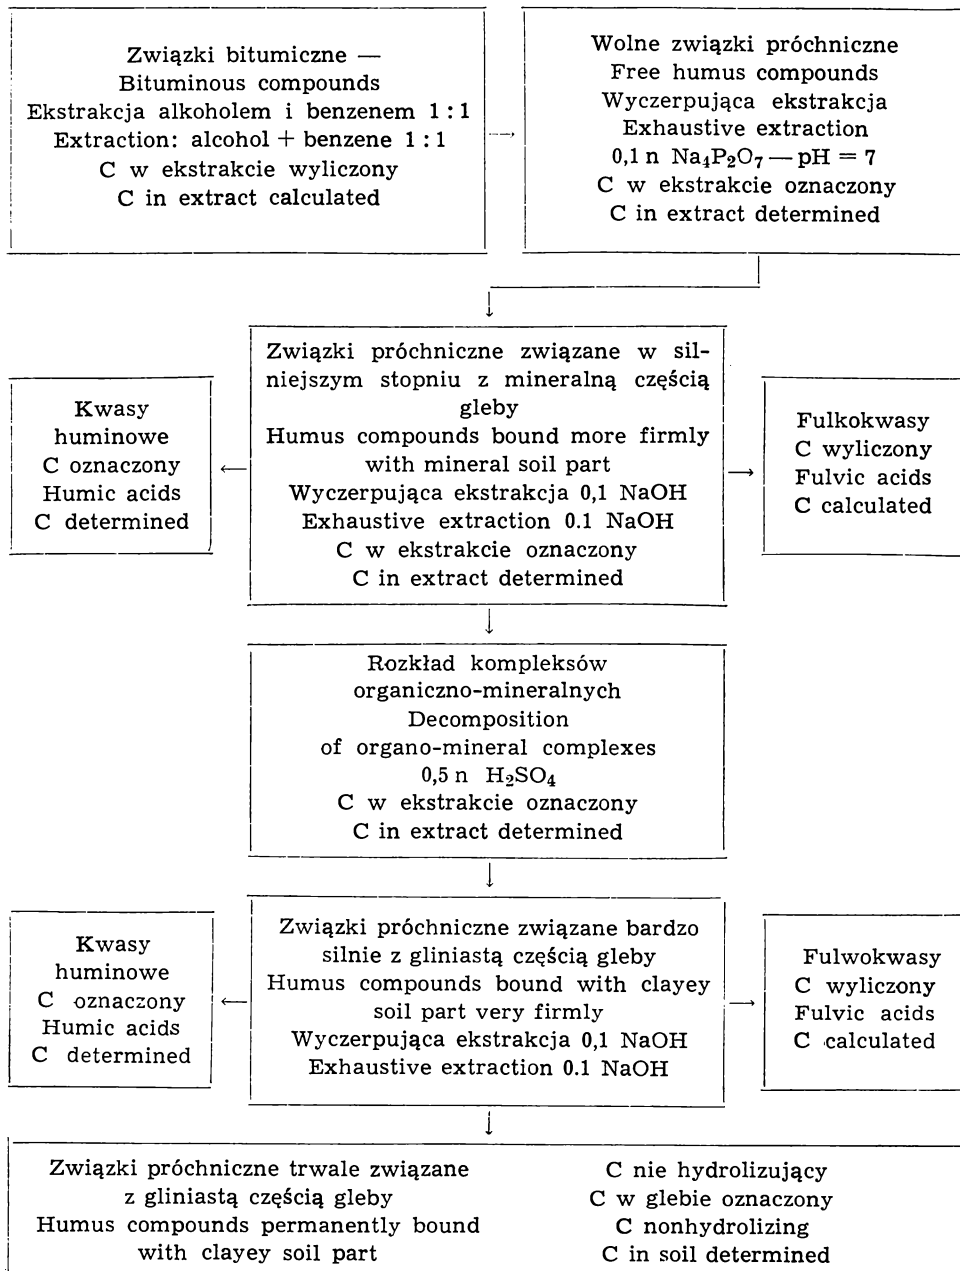 Związki bitumiczne —
Bituminous compounds
Ekstrakcja alkoholem i benzenem 1 : 1
Extraction: alcohol + benzene 1 : 1
C w ekstrakcie wyliczony
C in extract calculated
Wolne związki próchniczne
Free humus compounds
Wyczerpująca ekstrakcja
Exhaustive extraction
0,1 n Na₄P₂O₇ — pH = 7
C w ekstrakcie oznaczony
C in extract determined
Związki próchniczne związane w sil-
niejszym stopniu z mineralną częścią
gleby
Humus compounds bound more firmly
with mineral soil part
Wyczerpująca ekstrakcja 0,1 NaOH
Exhaustive extraction 0.1 NaOH
C w ekstrakcie oznaczony
C in extract determined
Kwasy
huminowe
C oznaczony
Humic acids
C determined
Fulkokwasy
C wyliczony
Fulvic acids
C calculated
Rozkład kompleksów
organiczno-mineralnych
Decomposition
of organo-mineral complexes
0,5 n H₂SO₄
C w ekstrakcie oznaczony
C in extract determined
Kwasy
huminowe
C oznaczony
Humic acids
C determined
Związki próchniczne związane bardzo
silnie z gliniastą częścią gleby
Humus compounds bound with clayey
soil part very firmly
Wyczerpująca ekstrakcja 0,1 NaOH
Exhaustive extraction 0.1 NaOH
Fulwokwasy
C wyliczony
Fulvic acids
C calculated
Związki próchniczne trwale związane
z gliniastą częścią gleby
Humus compounds permanently bound
with clayey soil part
C nie hydrolizujący
C w glebie oznaczony
C nonhydrolizing
C in soil determined